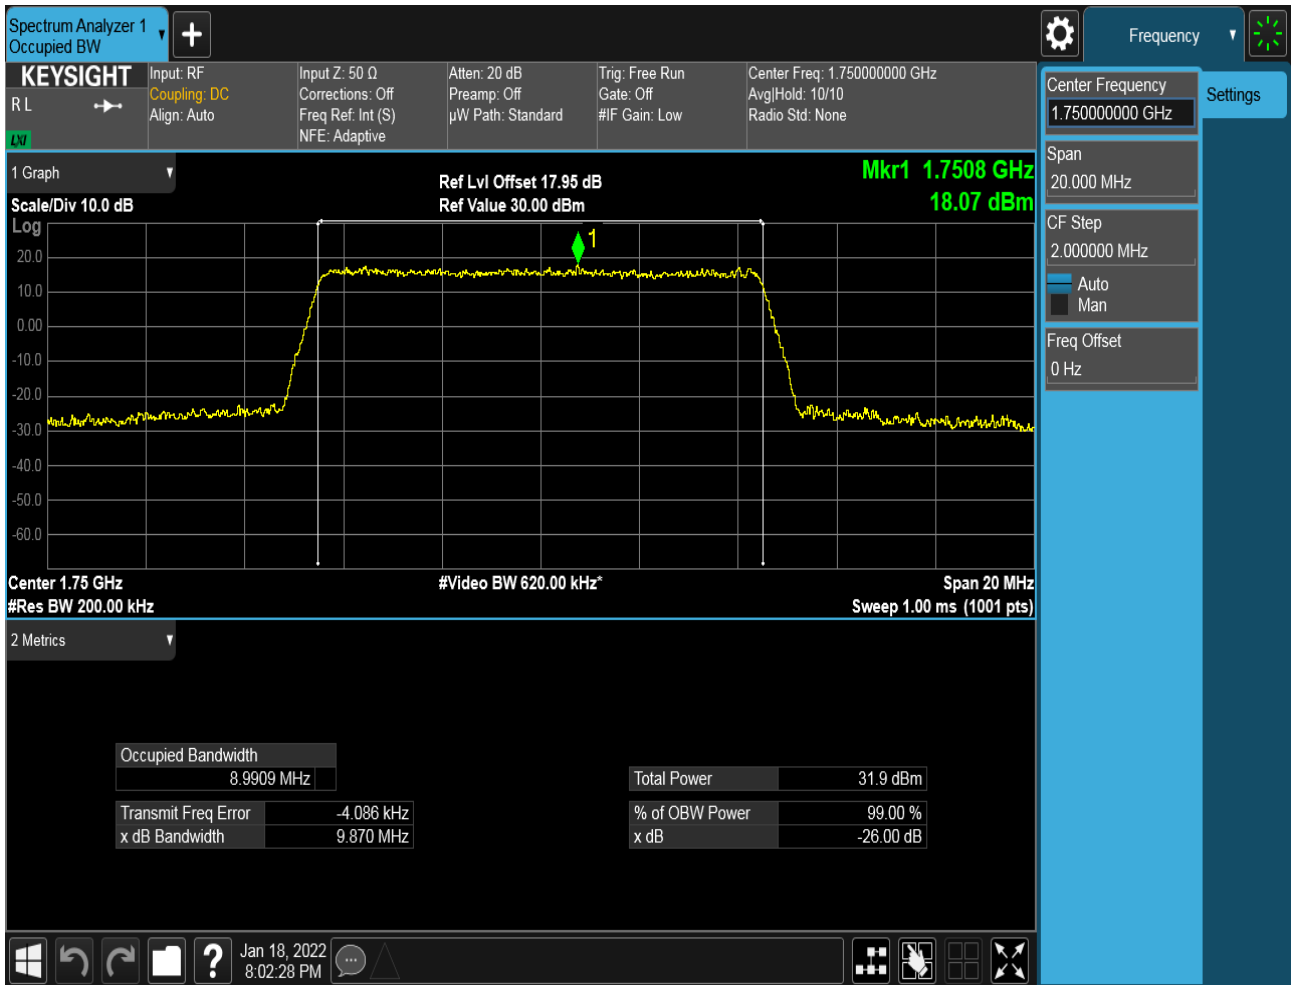 Spectrum Analyzer 1
Occupied BW
Frequency
KEYSIGHT
R L
LXI
Input: RF
Coupling: DC
Align: Auto
Input Z: 50 Ω
Corrections: Off
Freq Ref: Int (S)
NFE: Adaptive
Atten: 20 dB
Preamp: Off
µW Path: Standard
Trig: Free Run
Gate: Off
#IF Gain: Low
Center Freq: 1.750000000 GHz
Avg|Hold: 10/10
Radio Std: None
Center Frequency
1.750000000 GHz
Settings
Span
20.000 MHz
CF Step
2.000000 MHz
Auto
Man
Freq Offset
0 Hz
1 Graph
Scale/Div 10.0 dB
Log
Ref Lvl Offset 17.95 dB
Ref Value 30.00 dBm
Mkr1 1.7508 GHz
18.07 dBm
1
20.0
10.0
0.00
-10.0
-20.0
-30.0
-40.0
-50.0
-60.0
Center 1.75 GHz
#Video BW 620.00 kHz*
Span 20 MHz
#Res BW 200.00 kHz
Sweep 1.00 ms (1001 pts)
2 Metrics
Occupied Bandwidth
8.9909 MHz
Total Power 31.9 dBm
Transmit Freq Error -4.086 kHz
% of OBW Power 99.00 %
x dB Bandwidth 9.870 MHz
x dB -26.00 dB
?
Jan 18, 2022
8:02:28 PM